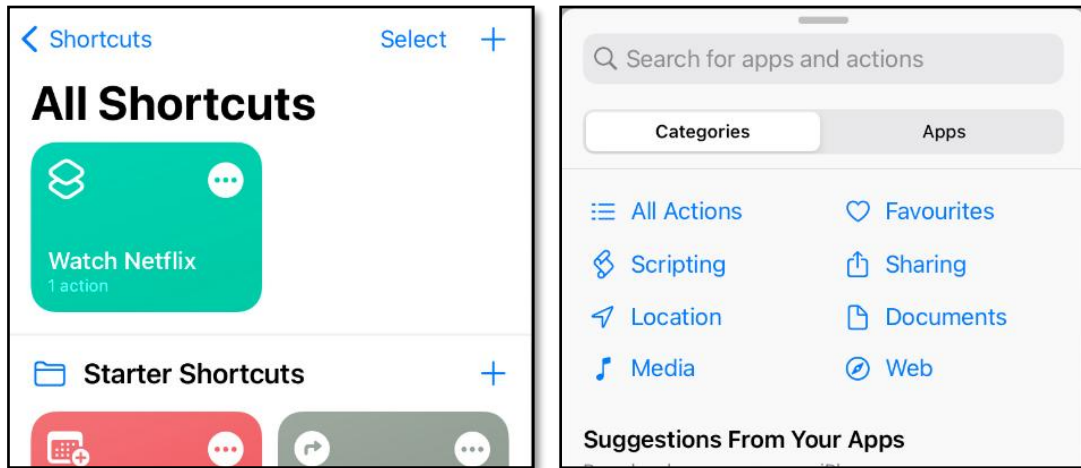 Shortcuts Select
All Shortcuts
Watch Netflix
1 action
Starter Shortcuts
Search for apps and actions
Categories Apps
All Actions Favourites
Scripting Sharing
Location Documents
Media Web
Suggestions From Your Apps